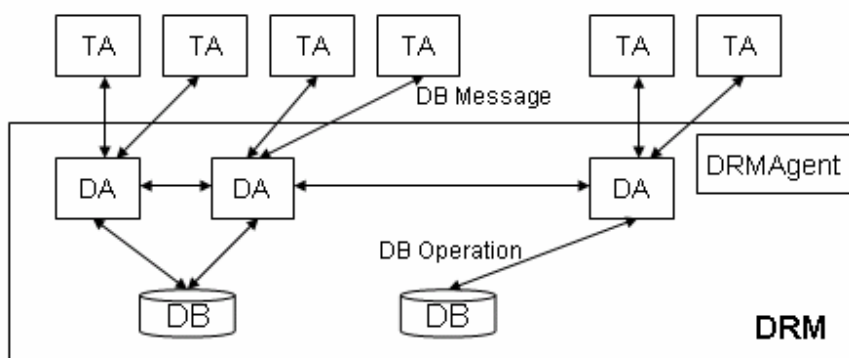 TA TA TA TA TA TA
DB Message
DRMAgent
DA DA DA
DB Operation
DB DB
DRM